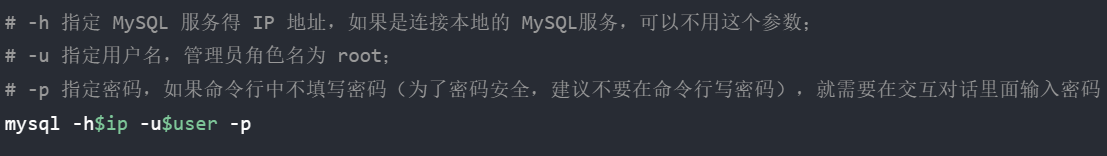 # -h 指定 MySQL 服务得 IP 地址，如果是连接本地的 MySQL服务，可以不用这个参数；
# -u 指定用户名，管理员角色名为 root；
# -p 指定密码，如果命令行中不填写密码（为了密码安全，建议不要在命令行写密码），就需要在交互对话里面输入密码
mysql -h$ip -u$user -p